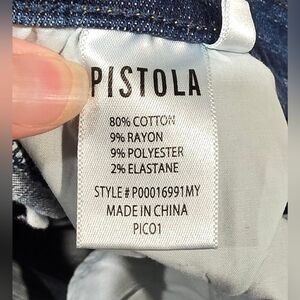 PISTOLA
80% COTTON
9% RAYON
9% POLYESTER
2% ELASTANE
STYLE# P00016991MY
MADE IN CHINA
PICO1